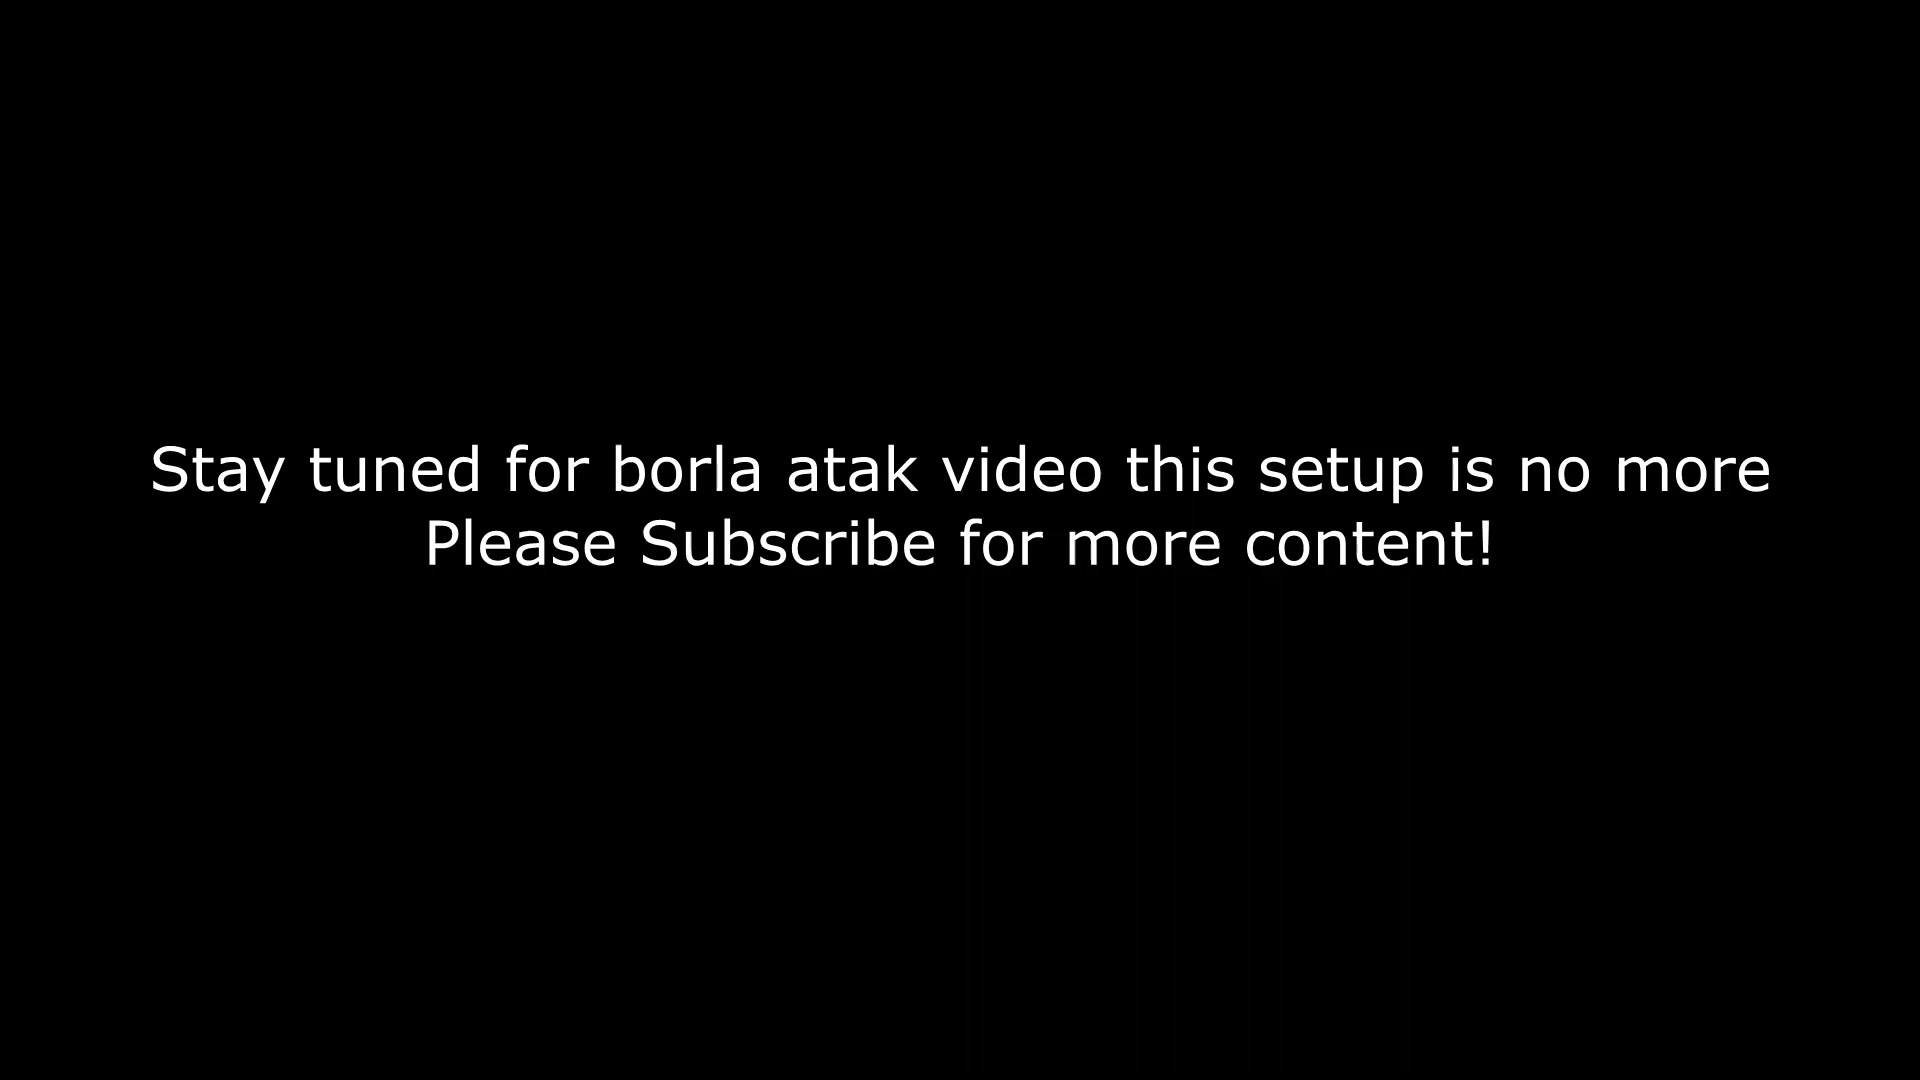 Stay tuned for borla atak video this setup is no more
Please Subscribe for more content!